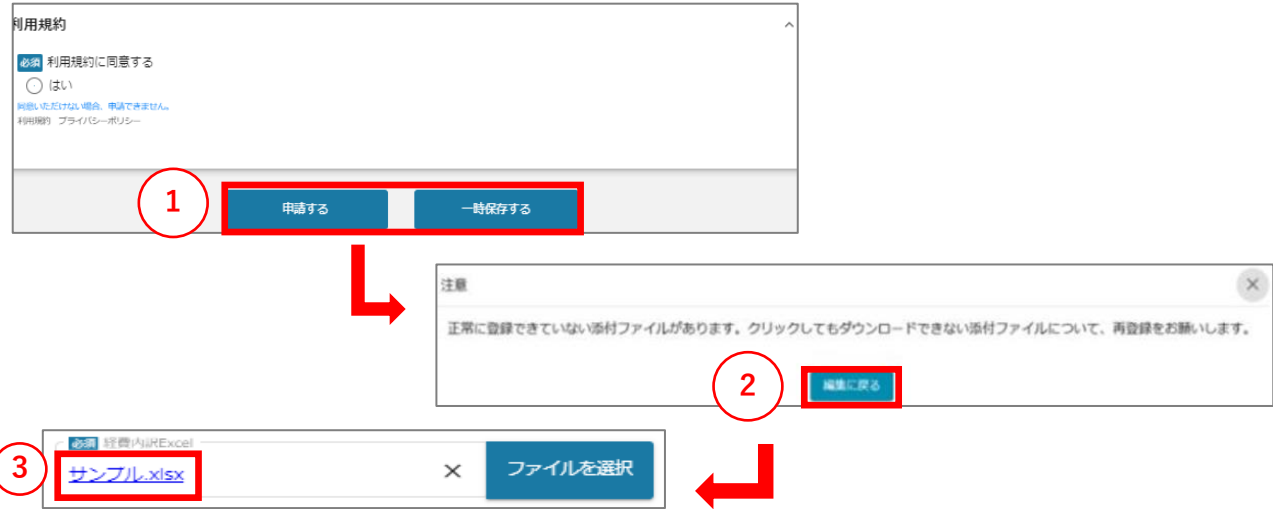 利用規約
必須 利用規約に同意する
はい
同意いただけない場合、申請できません。
利用規約 プライバシーポリシー
1
申請する
一時保存する
注意
正常に登録できていない添付ファイルがあります。クリックしてもダウンロードできない添付ファイルについて、再登録をお願いします。
2
編集に戻る
必須 経費内訳Excel
3
サンプル.xlsx
ファイルを選択